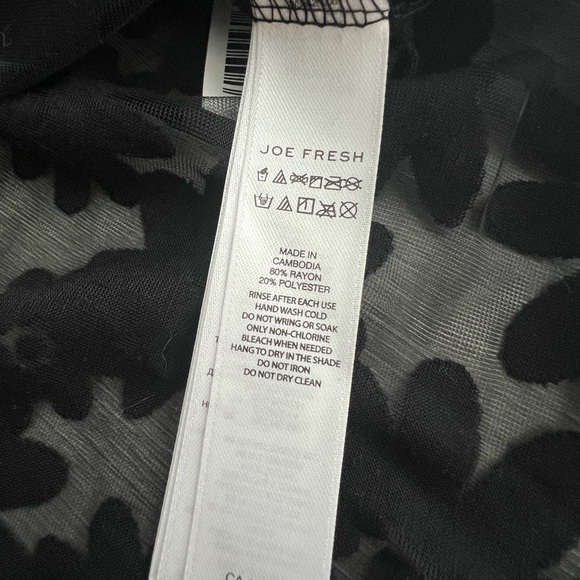 JOE FRESH
MADE IN
CAMBODIA
80% RAYON
20% POLYESTER
RINSE AFTER EACH USE
HAND WASH COLD
DO NOT WRING OR SOAK
ONLY NON-CHLORINE
BLEACH WHEN NEEDED
HANG TO DRY IN THE SHADE
DO NOT IRON
DO NOT DRY CLEAN